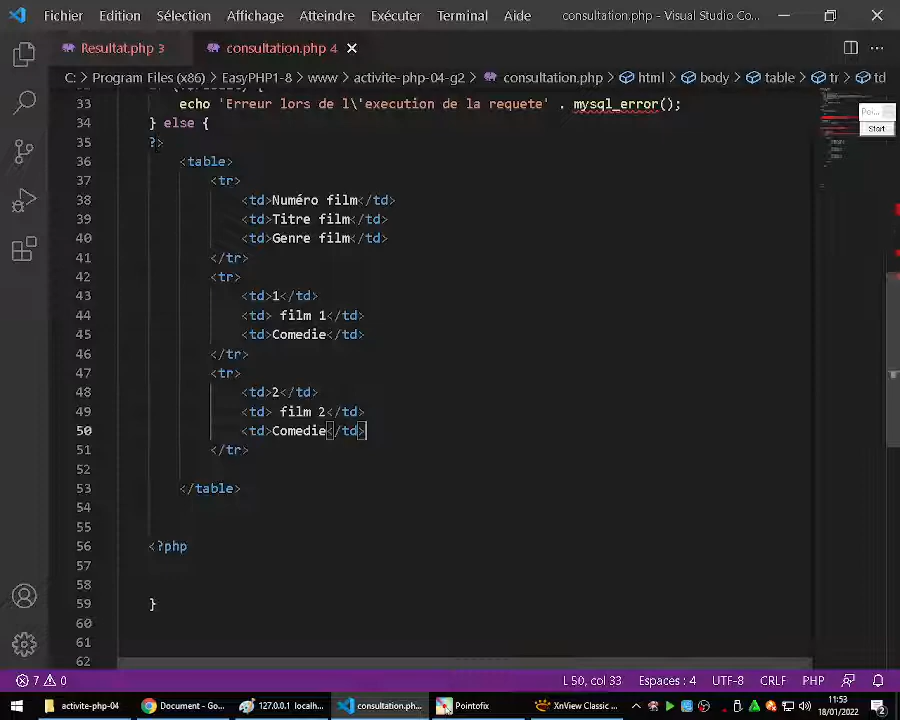 Fichier Edition Sélection Affichage Atteindre Exécuter Terminal Aide consultation.php - Visual Studio Co...
Resultat.php 3 consultation.php 4
C: > Program Files (x86) > EasyPHP1-8 > www > activite-php-04-g2 > consultation.php > html > body > table > tr > td
Start
33 echo 'Erreur lors de l\'execution de la requete' . mysql_error();
34 } else {
35 ?>
36 <table>
37 <tr>
38 <td>Numéro film</td>
39 <td>Titre film</td>
40 <td>Genre film</td>
41 </tr>
42 <tr>
43 <td>1</td>
44 <td> film 1</td>
45 <td>Comedie</td>
46 </tr>
47 <tr>
48 <td>2</td>
49 <td> film 2</td>
50 <td>Comedie</td>
51 </tr>
52
53 </table>
54
55
56 <?php
57
58
59 }
60
61
62
7 0 L 50, col 33 Espaces : 4 UTF-8 CRLF PHP
activite-php-04 Document - Go... 127.0.0.1 localh... consultation.ph... Pointofix XnView Classic ... 11:53
18/01/2022 2